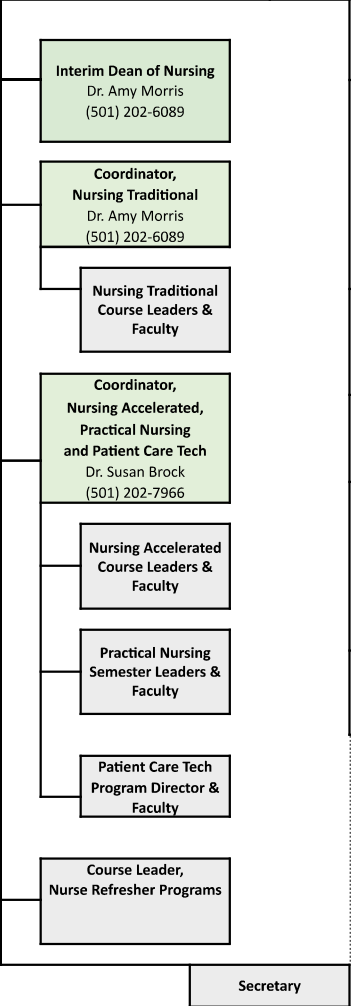 Interim Dean of Nursing
Dr. Amy Morris
(501) 202-6089
Coordinator,
Nursing Traditional
Dr. Amy Morris
(501) 202-6089
Nursing Traditional
Course Leaders &
Faculty
Coordinator,
Nursing Accelerated,
Practical Nursing
and Patient Care Tech
Dr. Susan Brock
(501) 202-7966
Nursing Accelerated
Course Leaders &
Faculty
Practical Nursing
Semester Leaders &
Faculty
Patient Care Tech
Program Director &
Faculty
Course Leader,
Nurse Refresher Programs
Secretary